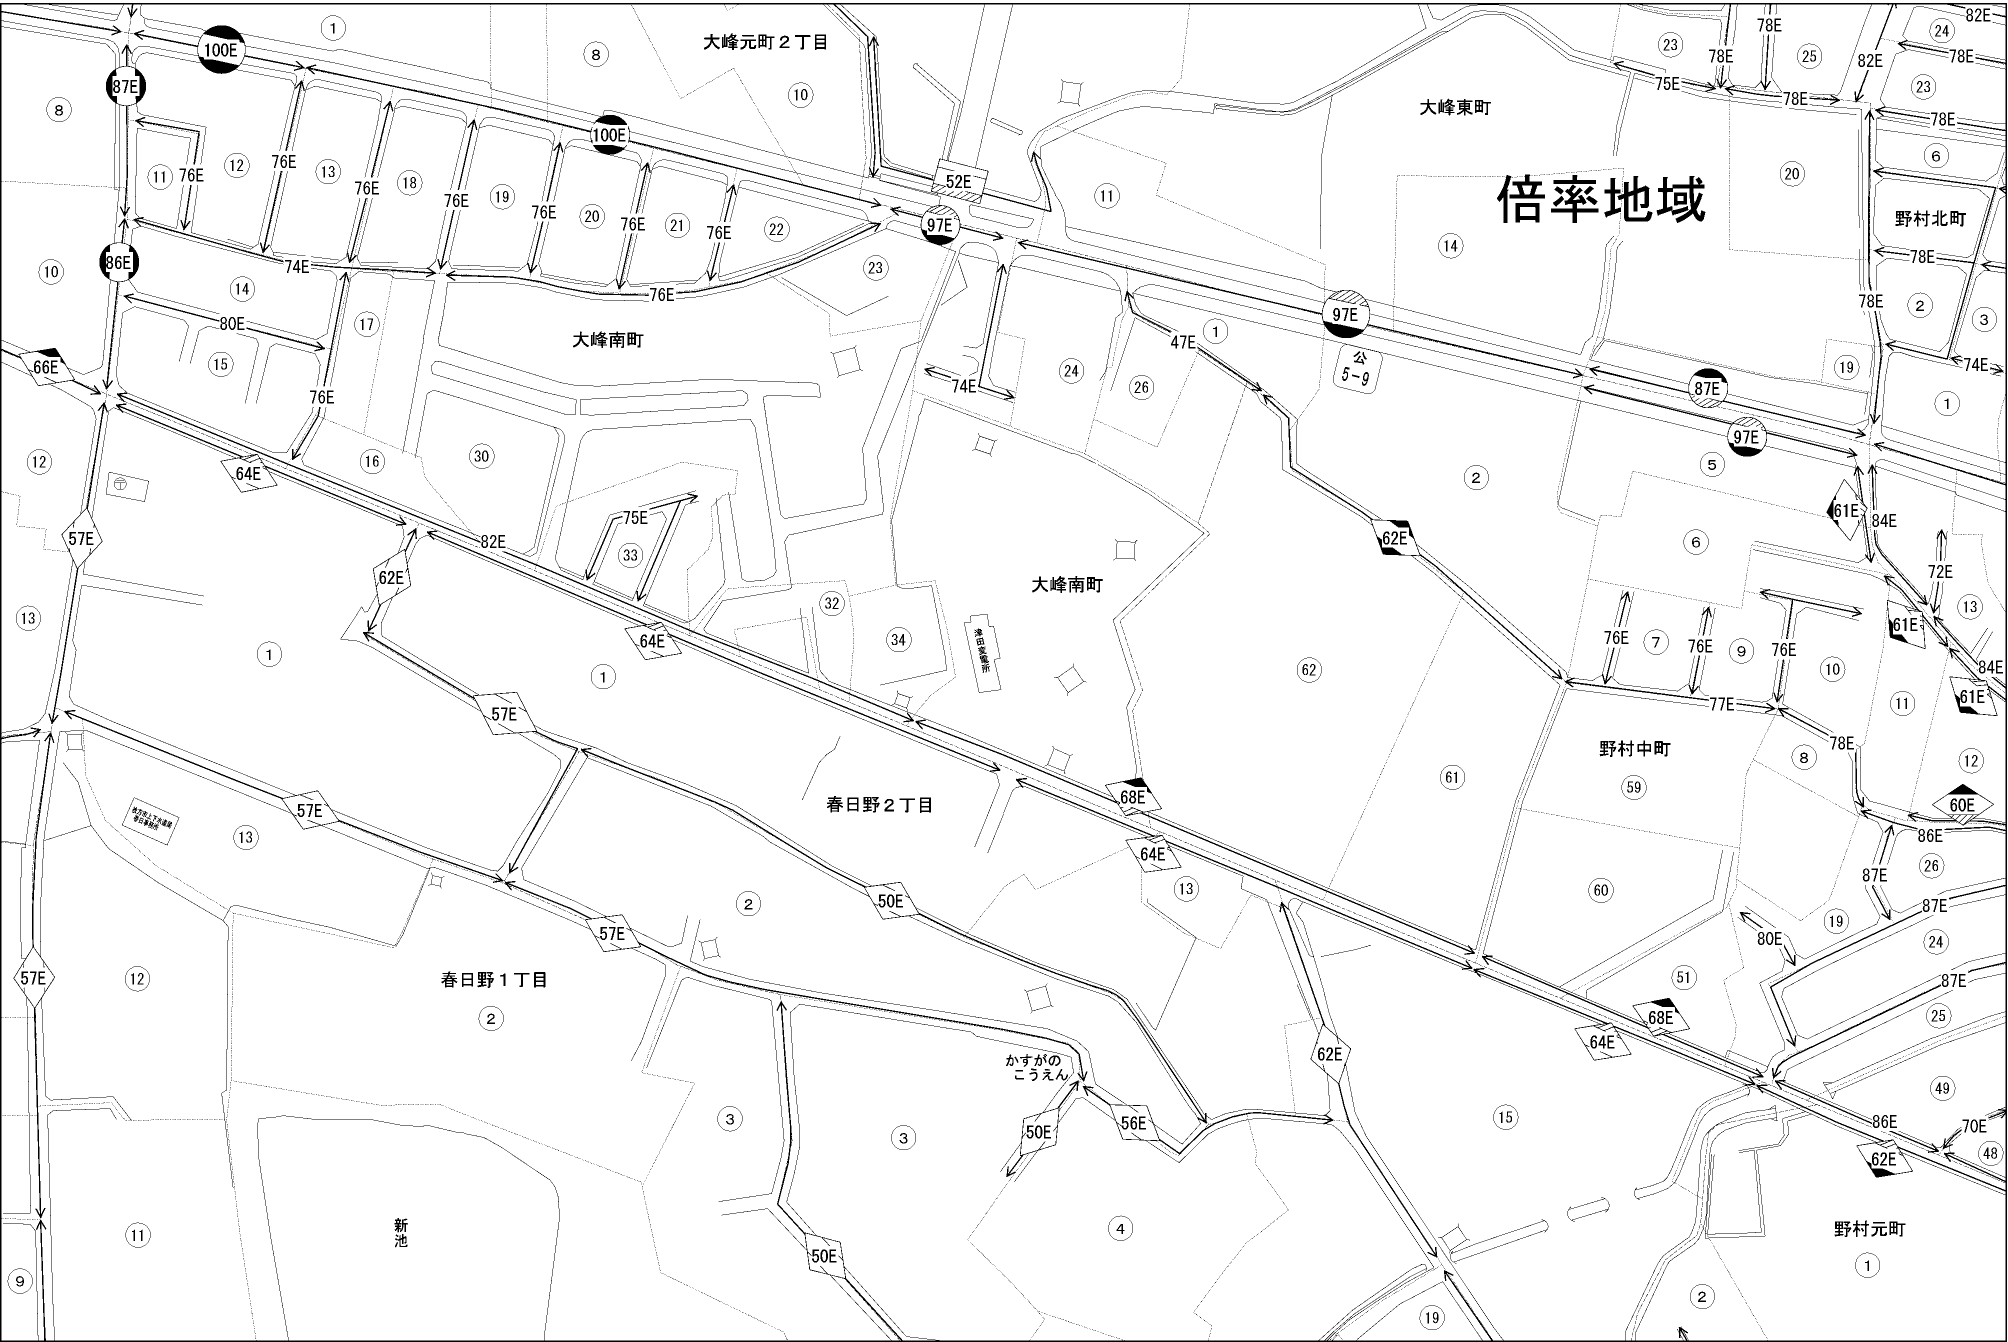 1
8
大峰元町２丁目
10
100E
87E
8
100E
11
76E
12
76E
13
76E
18
76E
19
76E
20
76E
21
76E
22
23
52E
97E
11
大峰東町
倍率地域
14
20
23
78E
75E
78E
25
78E
82E
82E
24
78E
23
78E
6
野村北町
78E
2
3
78E
74E
19
1
86E
10
74E
14
80E
17
76E
大峰南町
15
76E
66E
74E
24
26
1
47E
97E
公
5-9
87E
97E
5
12
64E
16
30
2
61E
84E
6
72E
57E
62E
82E
75E
33
62E
大峰南町
13
61E
13
1
64E
32
34
津田変電所
1
62
76E
7
76E
9
76E
10
84E
61E
11
77E
78E
57E
野村中町
8
12
59
61
60E
86E
57E
13
春日野２丁目
68E
64E
13
60
26
87E
87E
19
24
80E
2
50E
57E
12
57E
春日野１丁目
2
51
87E
25
68E
64E
62E
かすがの
こうえん
49
3
3
50E
56E
15
86E
70E
48
62E
新
池
11
9
50E
4
野村元町
1
2
19